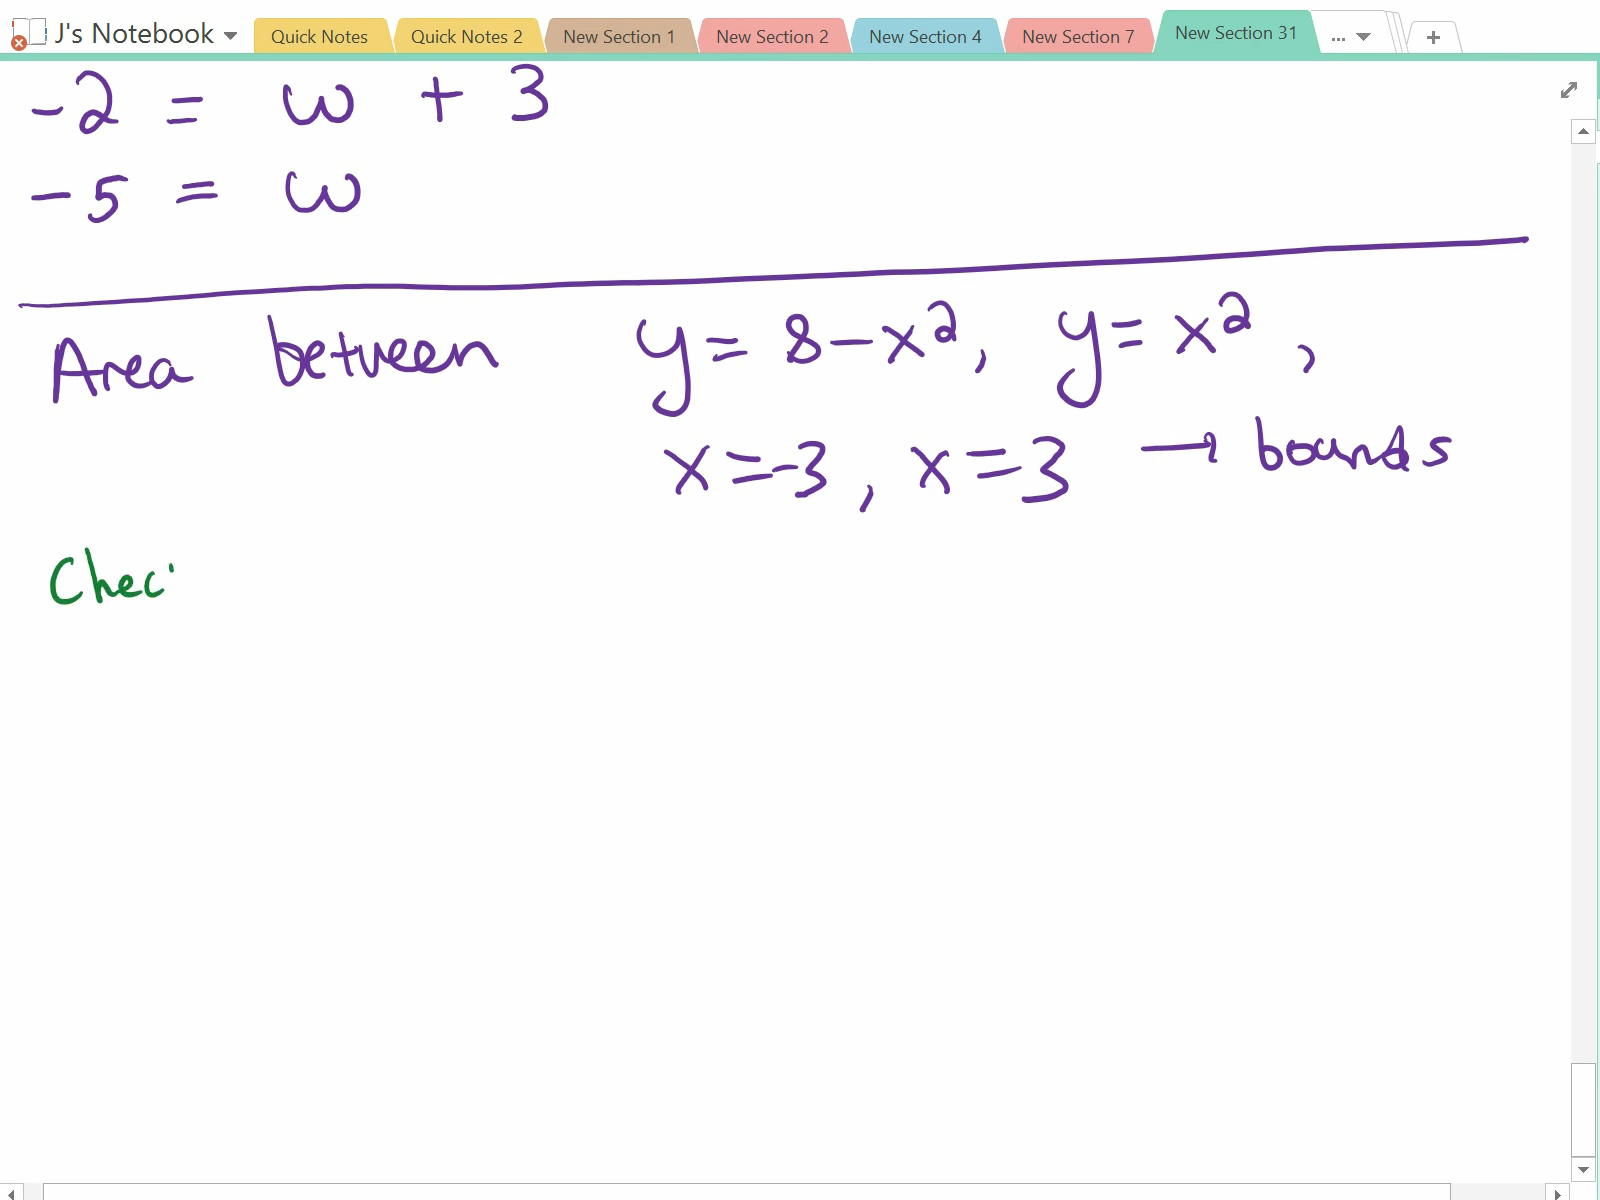 J's Notebook Quick Notes Quick Notes 2 New Section 1 New Section 2 New Section 4 New Section 7 New Section 31 ... +
-2 = w + 3
-5 = w
Area between y = 8 - x², y = x²,
x = -3, x = 3 → bounds
Chec